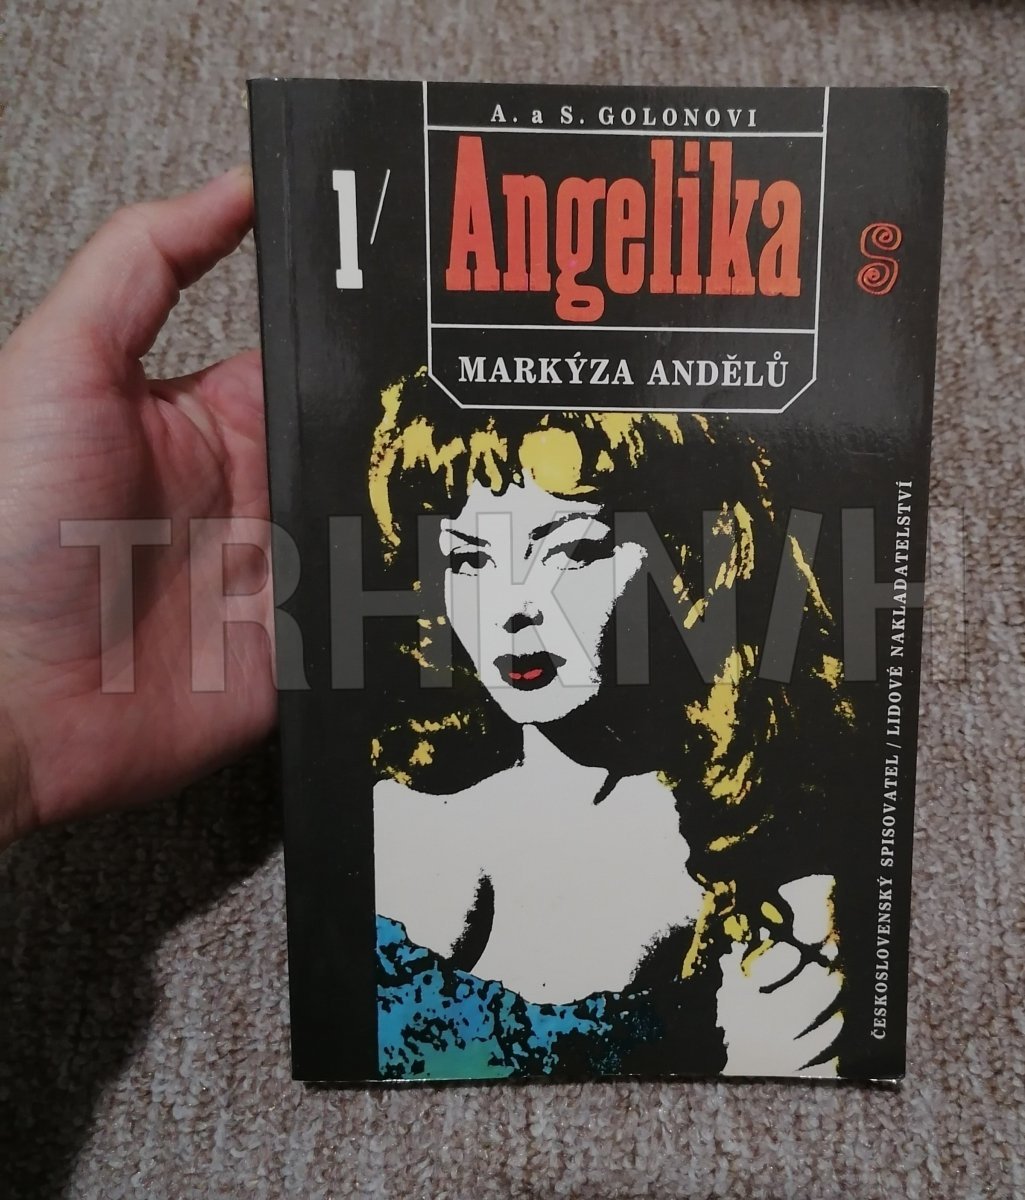 A. a S. GOLONOVI
1/
Angelika
S
MARKÝZA ANDĚLŮ
ČESKOSLOVENSKÝ SPISOVATEL / LIDOVÉ NAKLADATELSTVÍ
TRHKNIH